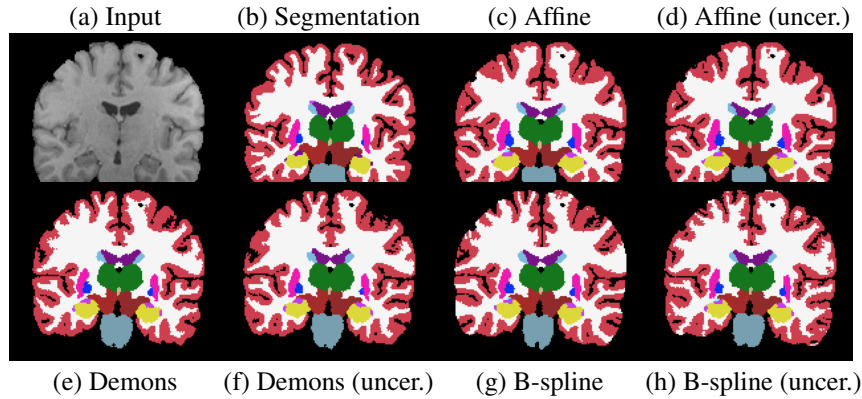 (a) Input (b) Segmentation (c) Affine (d) Affine (uncer.)
(e) Demons (f) Demons (uncer.) (g) B-spline (h) B-spline (uncer.)